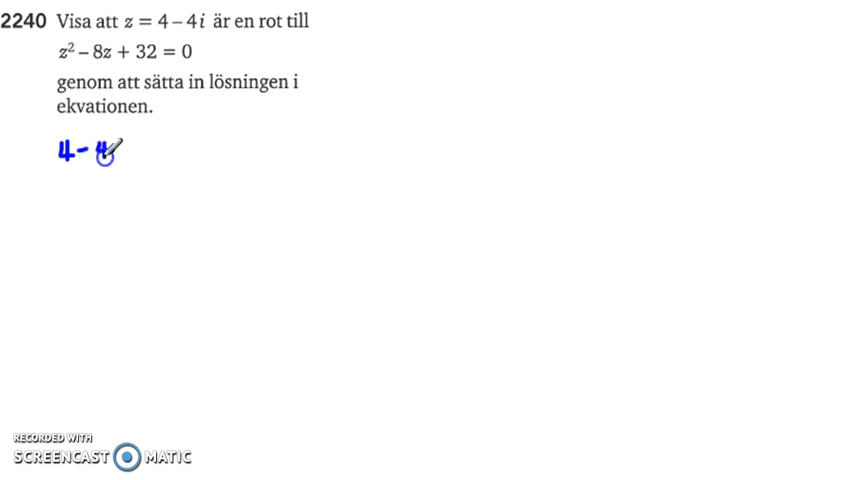 2240 Visa att z = 4 – 4i är en rot till
z² – 8z + 32 = 0
genom att sätta in lösningen i
ekvationen.
4 - 4
RECORDED WITH
SCREENCAST MATIC